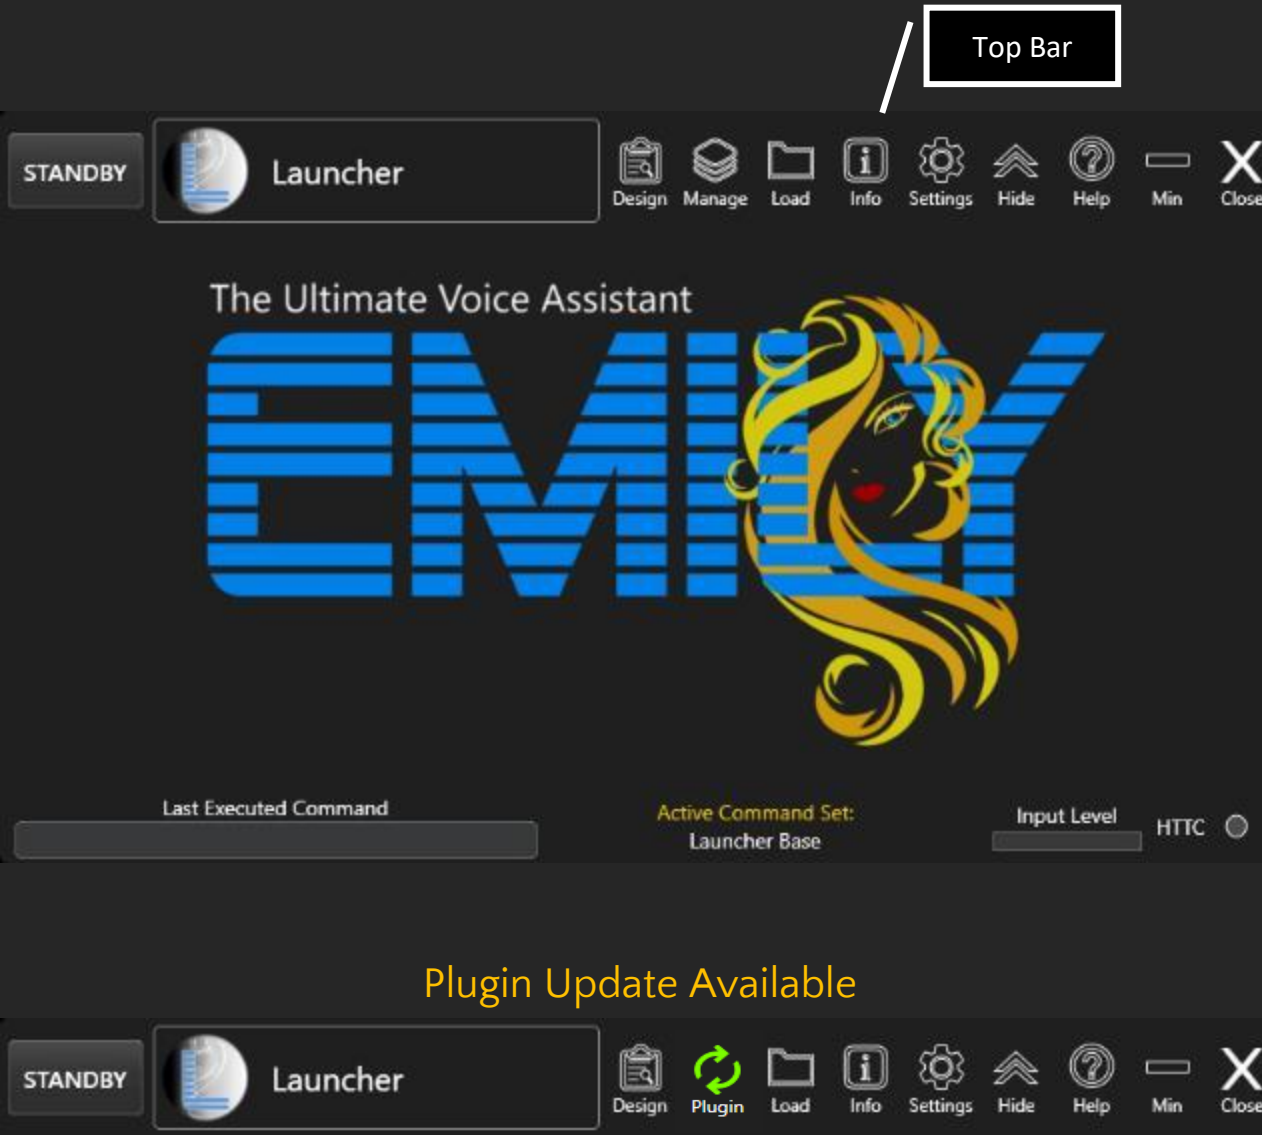 Top Bar
STANDBY
Launcher
Design Manage Load Info Settings Hide Help Min Close
The Ultimate Voice Assistant
EMILY
Last Executed Command
Active Command Set:
Launcher Base
Input Level
HTTC
Plugin Update Available
STANDBY
Launcher
Design Plugin Load Info Settings Hide Help Min Close